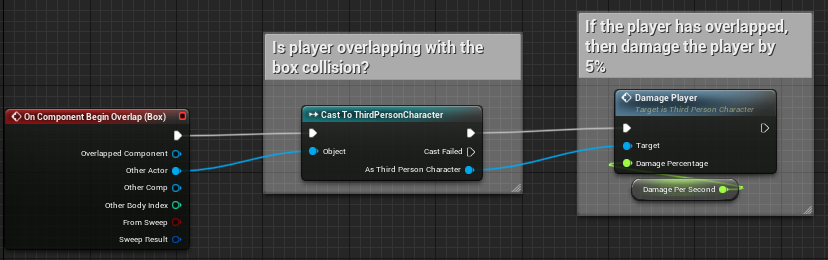 Is player overlapping with the
box collision?
If the player has overlapped,
then damage the player by
5%
On Component Begin Overlap (Box)
Overlapped Component
Other Actor
Other Comp
Other Body Index
From Sweep
Sweep Result
Cast To ThirdPersonCharacter
Object
Cast Failed
As Third Person Character
Damage Player
Target is Third Person Character
Target
Damage Percentage
Damage Per Second